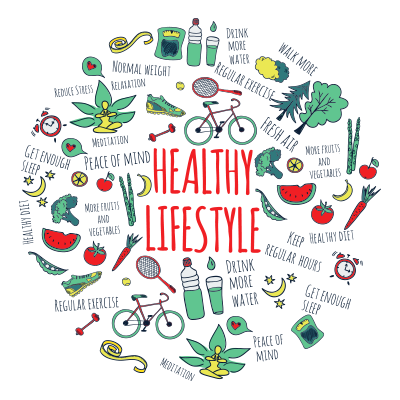 DRINK
MORE
WATER
WALK MORE
NORMAL WEIGHT
REGULAR EXERCISE
REDUCE STRESS
RELAXATION
FRESH AIR
MEDITATION
GET ENOUGH
SLEEP
PEACE OF MIND
MORE FRUITS
AND
VEGETABLES
HEALTHY
LIFESTYLE
HEALTHY DIET
MORE FRUITS
AND
VEGETABLES
KEEP
REGULAR HOURS
HEALTHY DIET
DRINK
MORE
WATER
REGULAR EXERCISE
GET ENOUGH
SLEEP
PEACE OF
MIND
MEDITATION